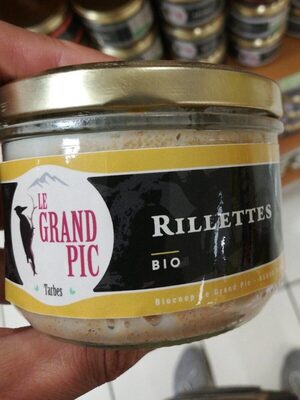 LE
GRAND
PIC
Tarbes
RILLETTES
BIO
Biocoop Le Grand Pic